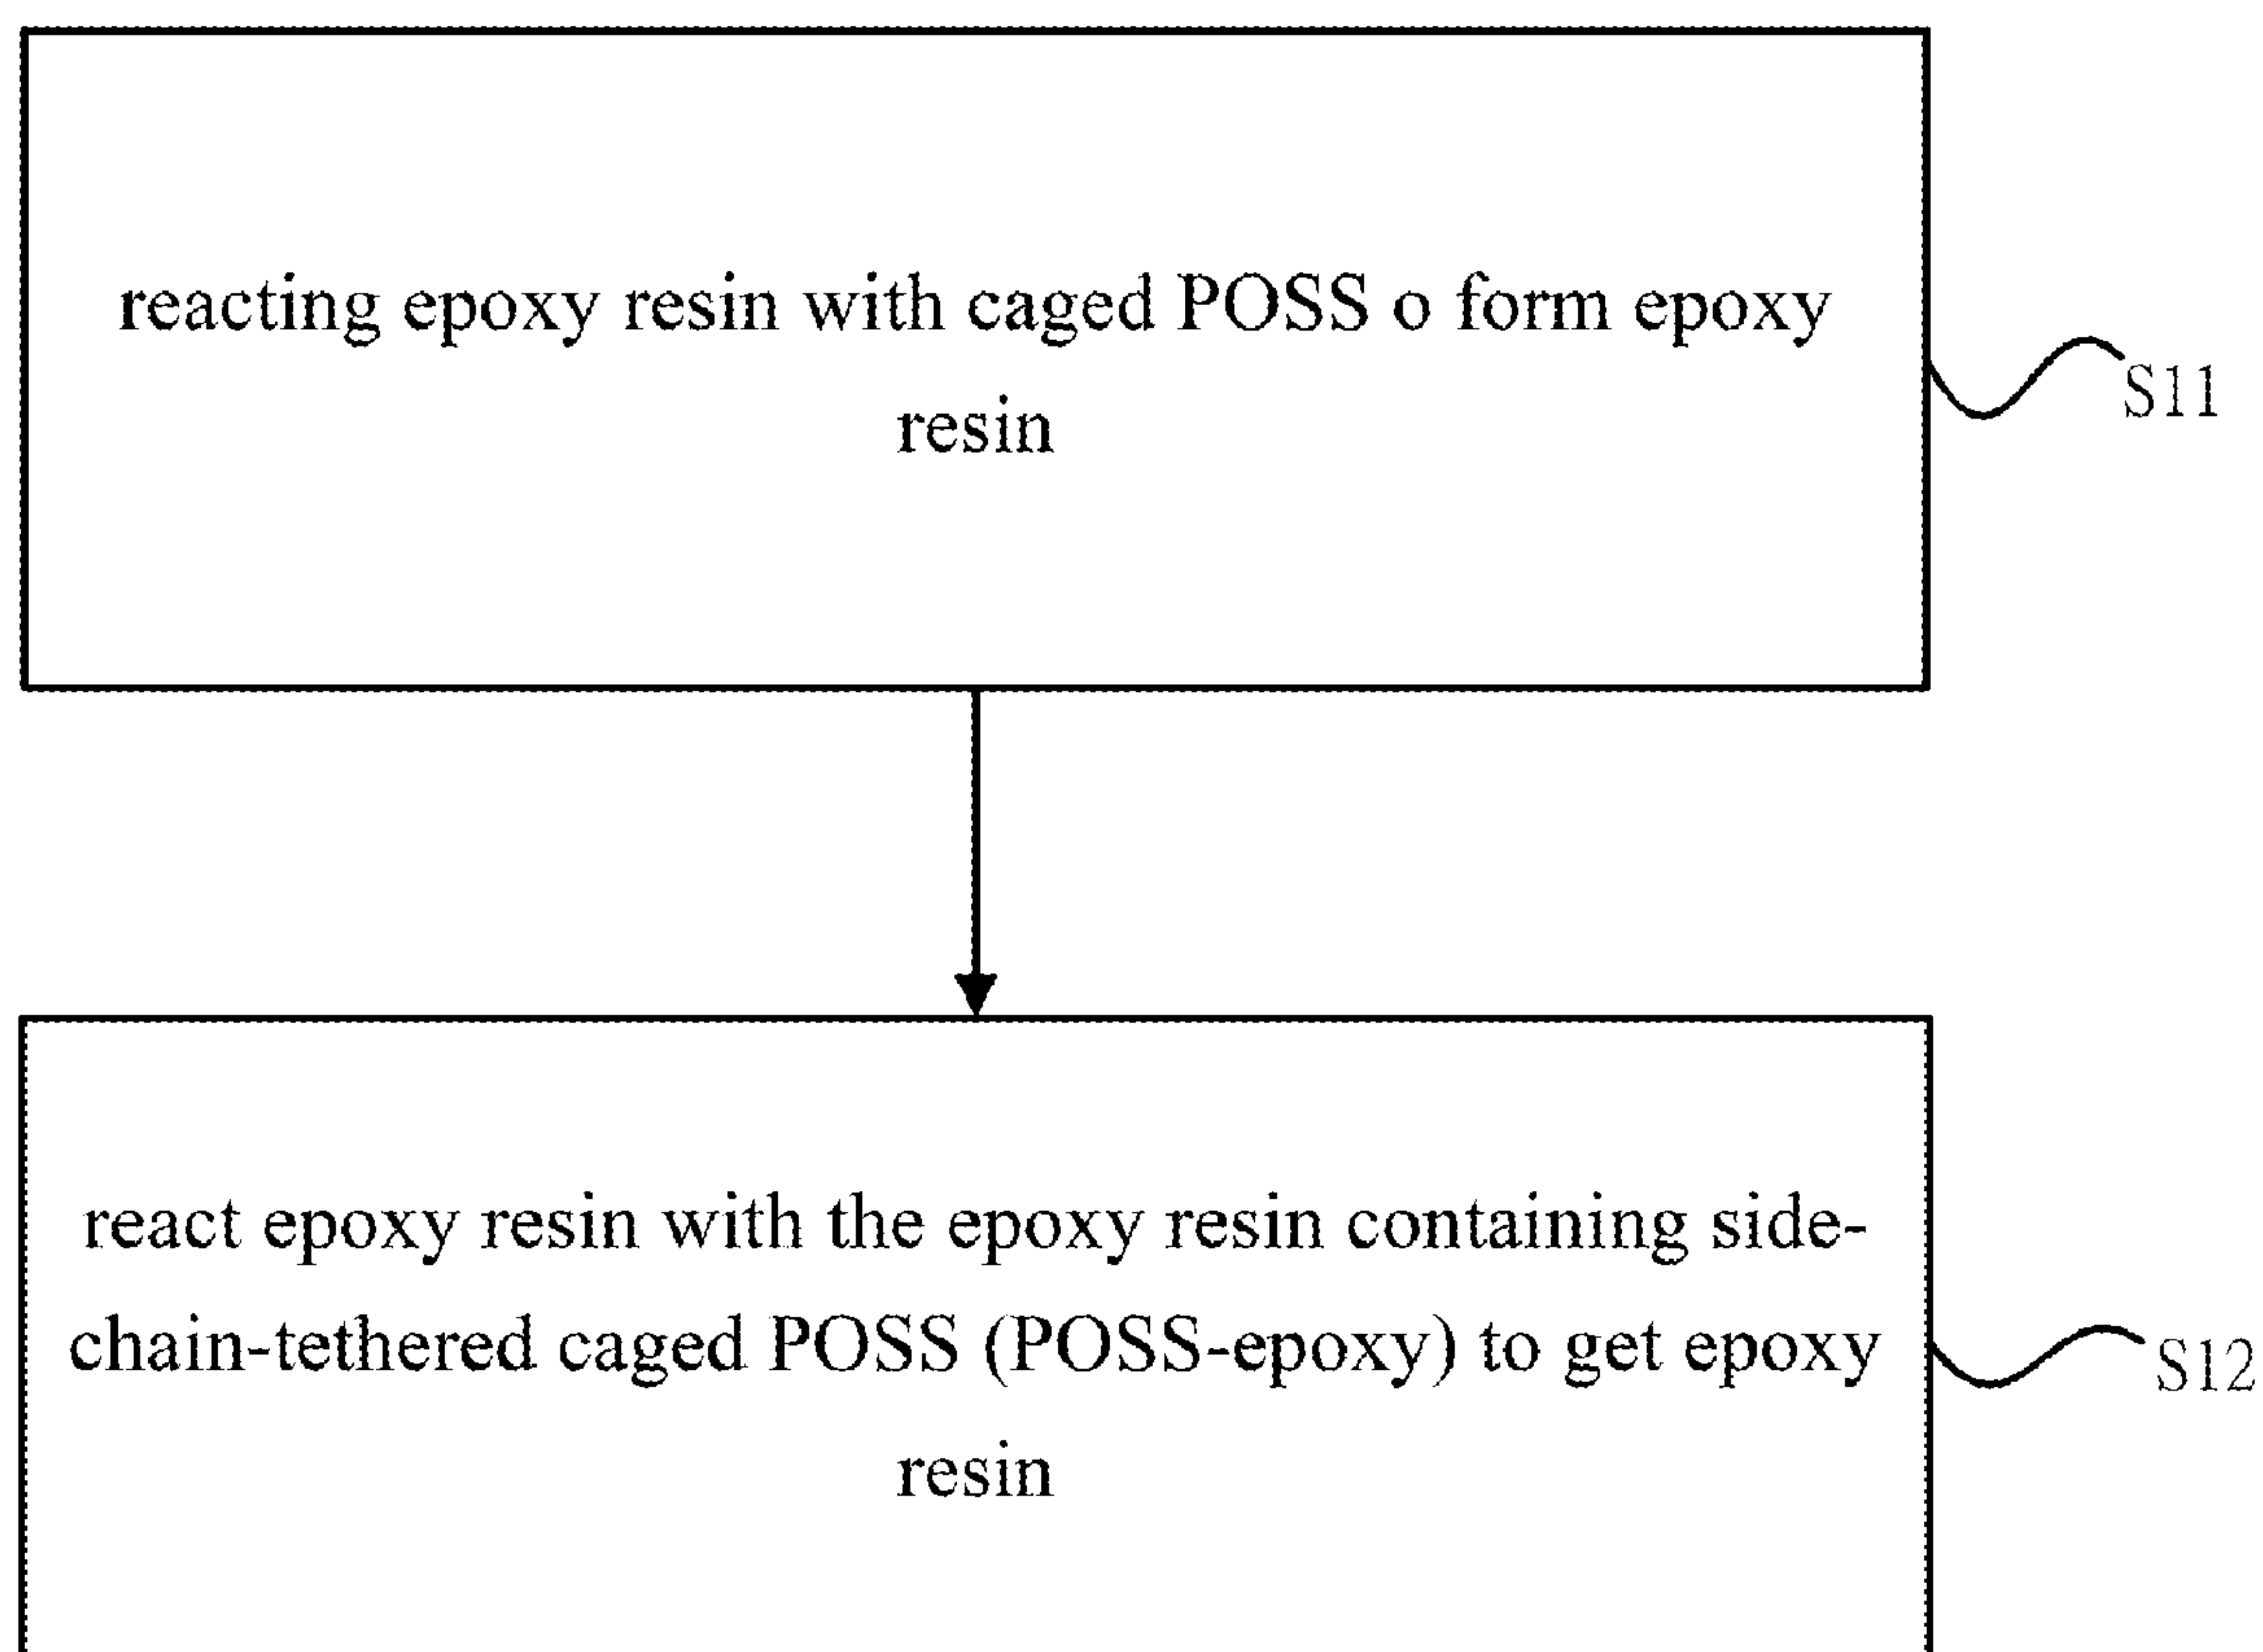 reacting epoxy resin with caged POSS o form epoxy
resin
S11
react epoxy resin with the epoxy resin containing side-
chain-tethered caged POSS (POSS-epoxy) to get epoxy
resin
S12